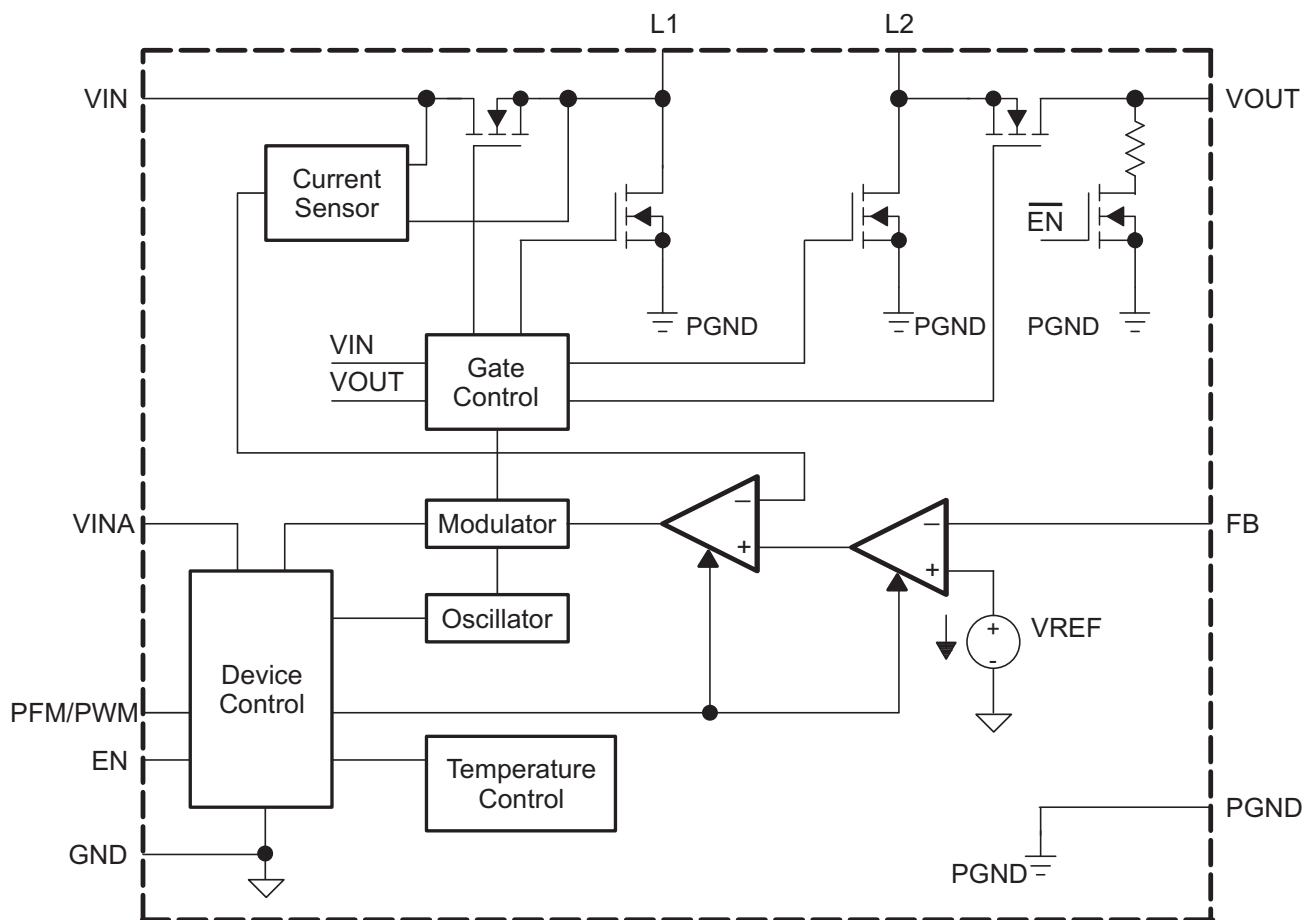 L1
L2
VIN
VOUT
Current
Sensor
EN
PGND
PGND
PGND
VIN
VOUT
Gate
Control
VINA
Modulator
−
+
−
+
FB
Oscillator
+
-
VREF
Device
Control
PFM/PWM
EN
Temperature
Control
PGND
GND
PGND